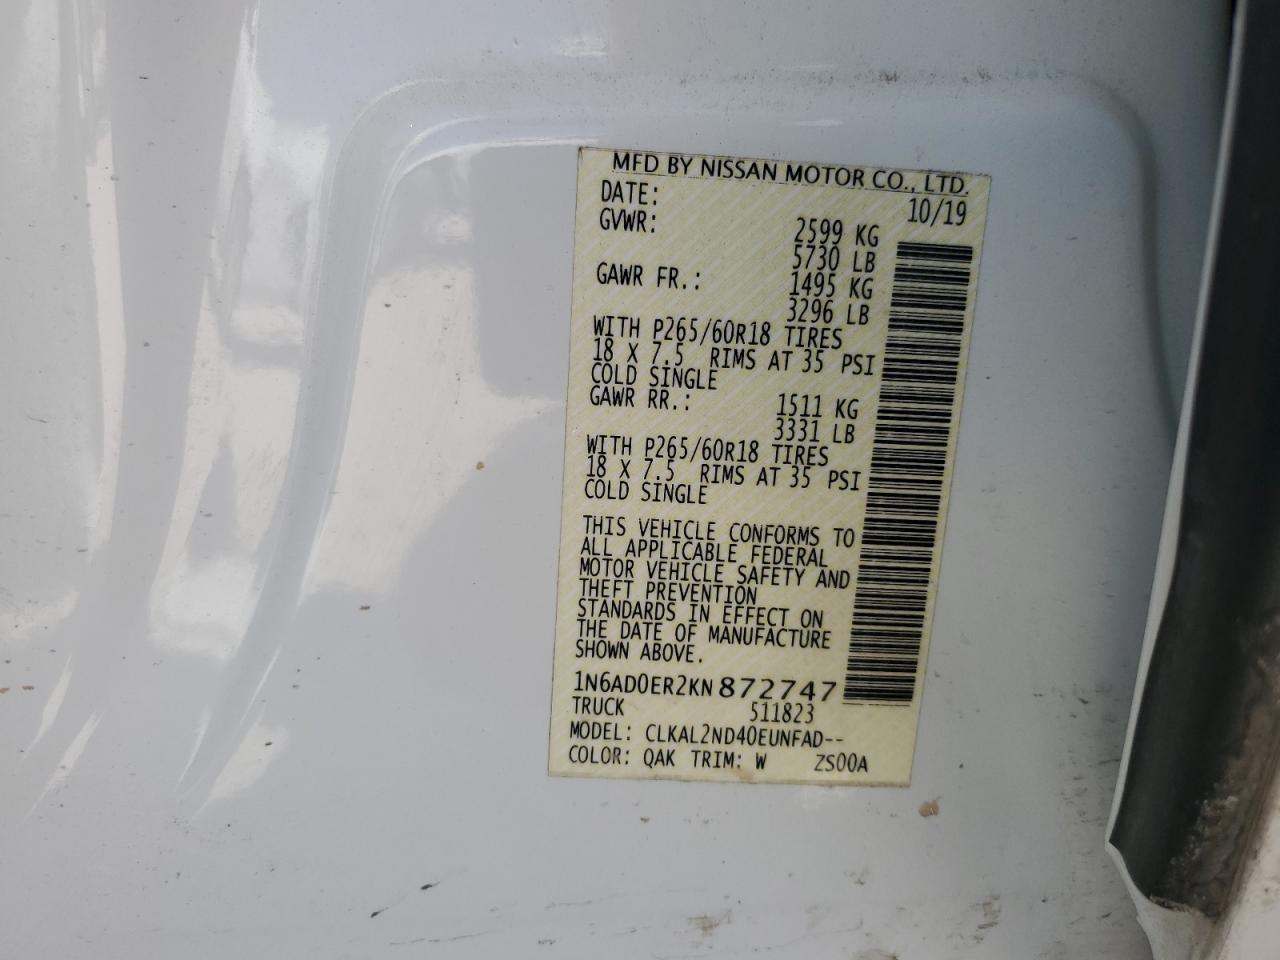 MFD BY NISSAN MOTOR CO., LTD.
DATE: 10/19
GVWR: 2599 KG
5730 LB
GAWR FR.: 1495 KG
3296 LB
WITH P265/60R18 TIRES
18 X 7.5 RIMS AT 35 PSI
COLD SINGLE
GAWR RR.: 1511 KG
3331 LB
WITH P265/60R18 TIRES
18 X 7.5 RIMS AT 35 PSI
COLD SINGLE
THIS VEHICLE CONFORMS TO
ALL APPLICABLE FEDERAL
MOTOR VEHICLE SAFETY AND
THEFT PREVENTION
STANDARDS IN EFFECT ON
THE DATE OF MANUFACTURE
SHOWN ABOVE.
1N6AD0ER2KN872747
TRUCK 511823
MODEL: CLKAL2ND40EUNFAD--
COLOR: QAK TRIM: W ZS00A